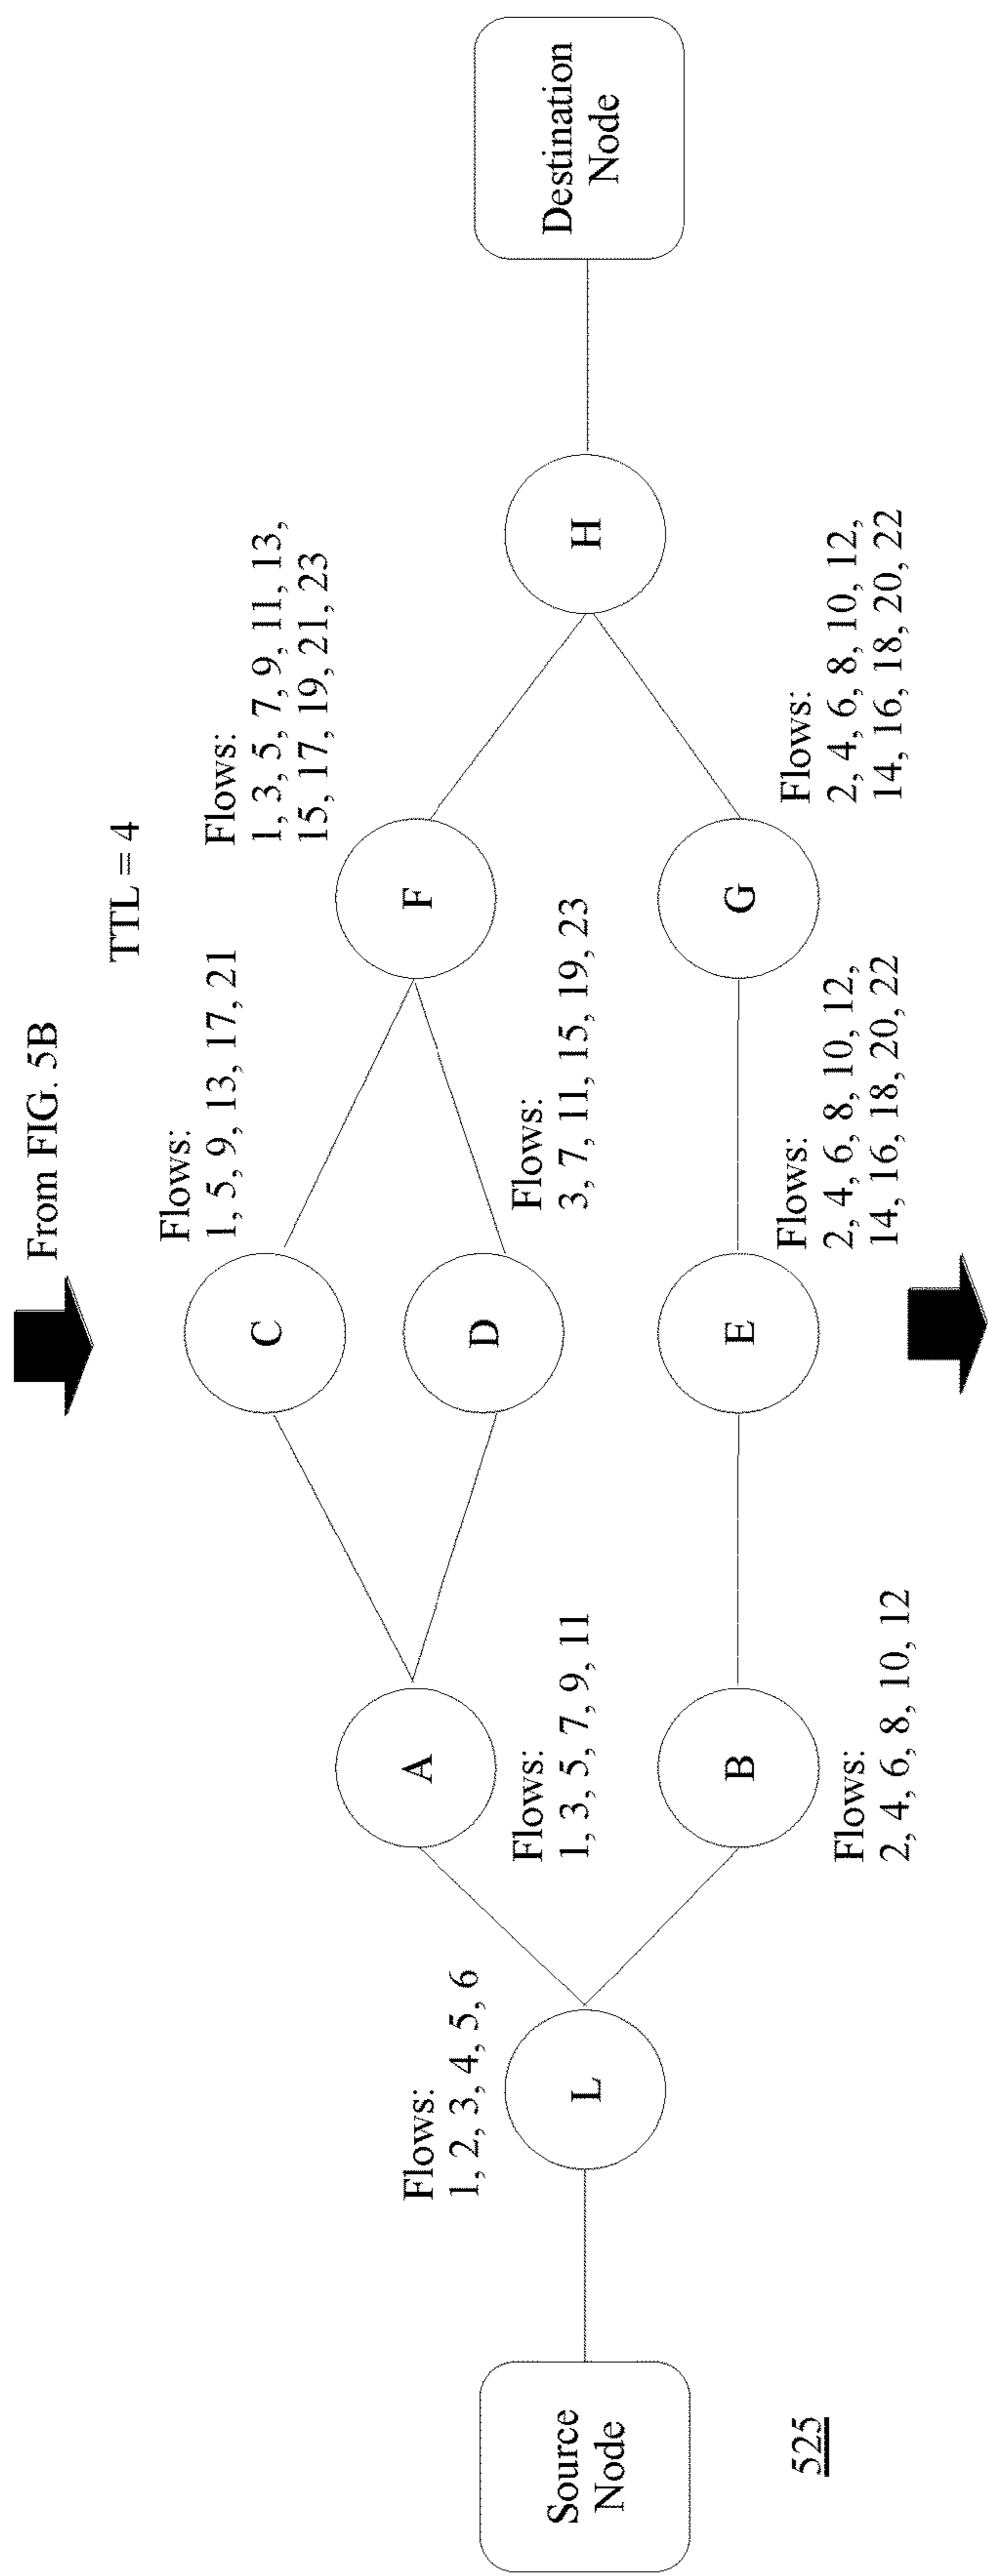 From FIG. 5B
TTL = 4
Source
Node
Flows:
1, 2, 3, 4, 5, 6
L
A
Flows:
1, 3, 5, 7, 9, 11
B
Flows:
2, 4, 6, 8, 10, 12
Flows:
1, 5, 9, 13, 17, 21
C
D
Flows:
3, 7, 11, 15, 19, 23
E
Flows:
2, 4, 6, 8, 10, 12,
14, 16, 18, 20, 22
Flows:
1, 3, 5, 7, 9, 11, 13,
15, 17, 19, 21, 23
F
G
Flows:
2, 4, 6, 8, 10, 12,
14, 16, 18, 20, 22
H
Destination
Node
525